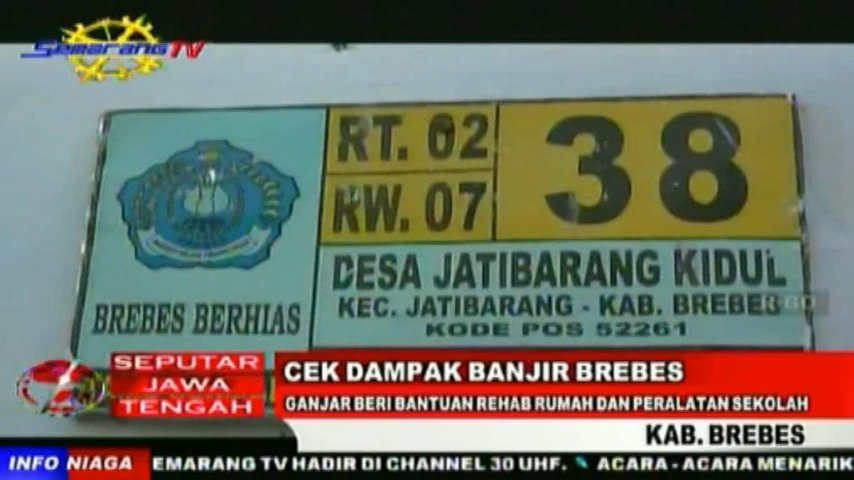 Semarang TV
RT. 02
RW. 07
38
DESA JATIBARANG KIDUL
KEC. JATIBARANG - KAB. BREBES
KODE POS 52261
BREBES BERHIAS
SEPUTAR
JAWA
TENGAH
CEK DAMPAK BANJIR BREBES
GANJAR BERI BANTUAN REHAB RUMAH DAN PERALATAN SEKOLAH
KAB. BREBES
INFO NIAGA
EMARANG TV HADIR DI CHANNEL 30 UHF. ACARA - ACARA MENARIK